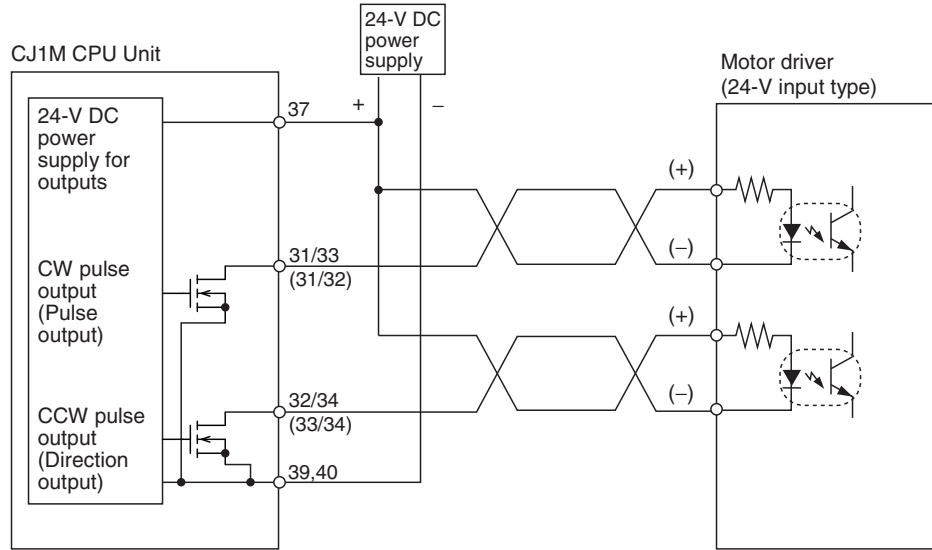 24-V DC
power
supply
CJ1M CPU Unit
Motor driver
(24-V input type)
+
−
24-V DC
power
supply for
outputs
37
(+)
(−)
CW pulse
output
(Pulse
output)
31/33
(31/32)
(+)
(−)
CCW pulse
output
(Direction
output)
32/34
(33/34)
39,40